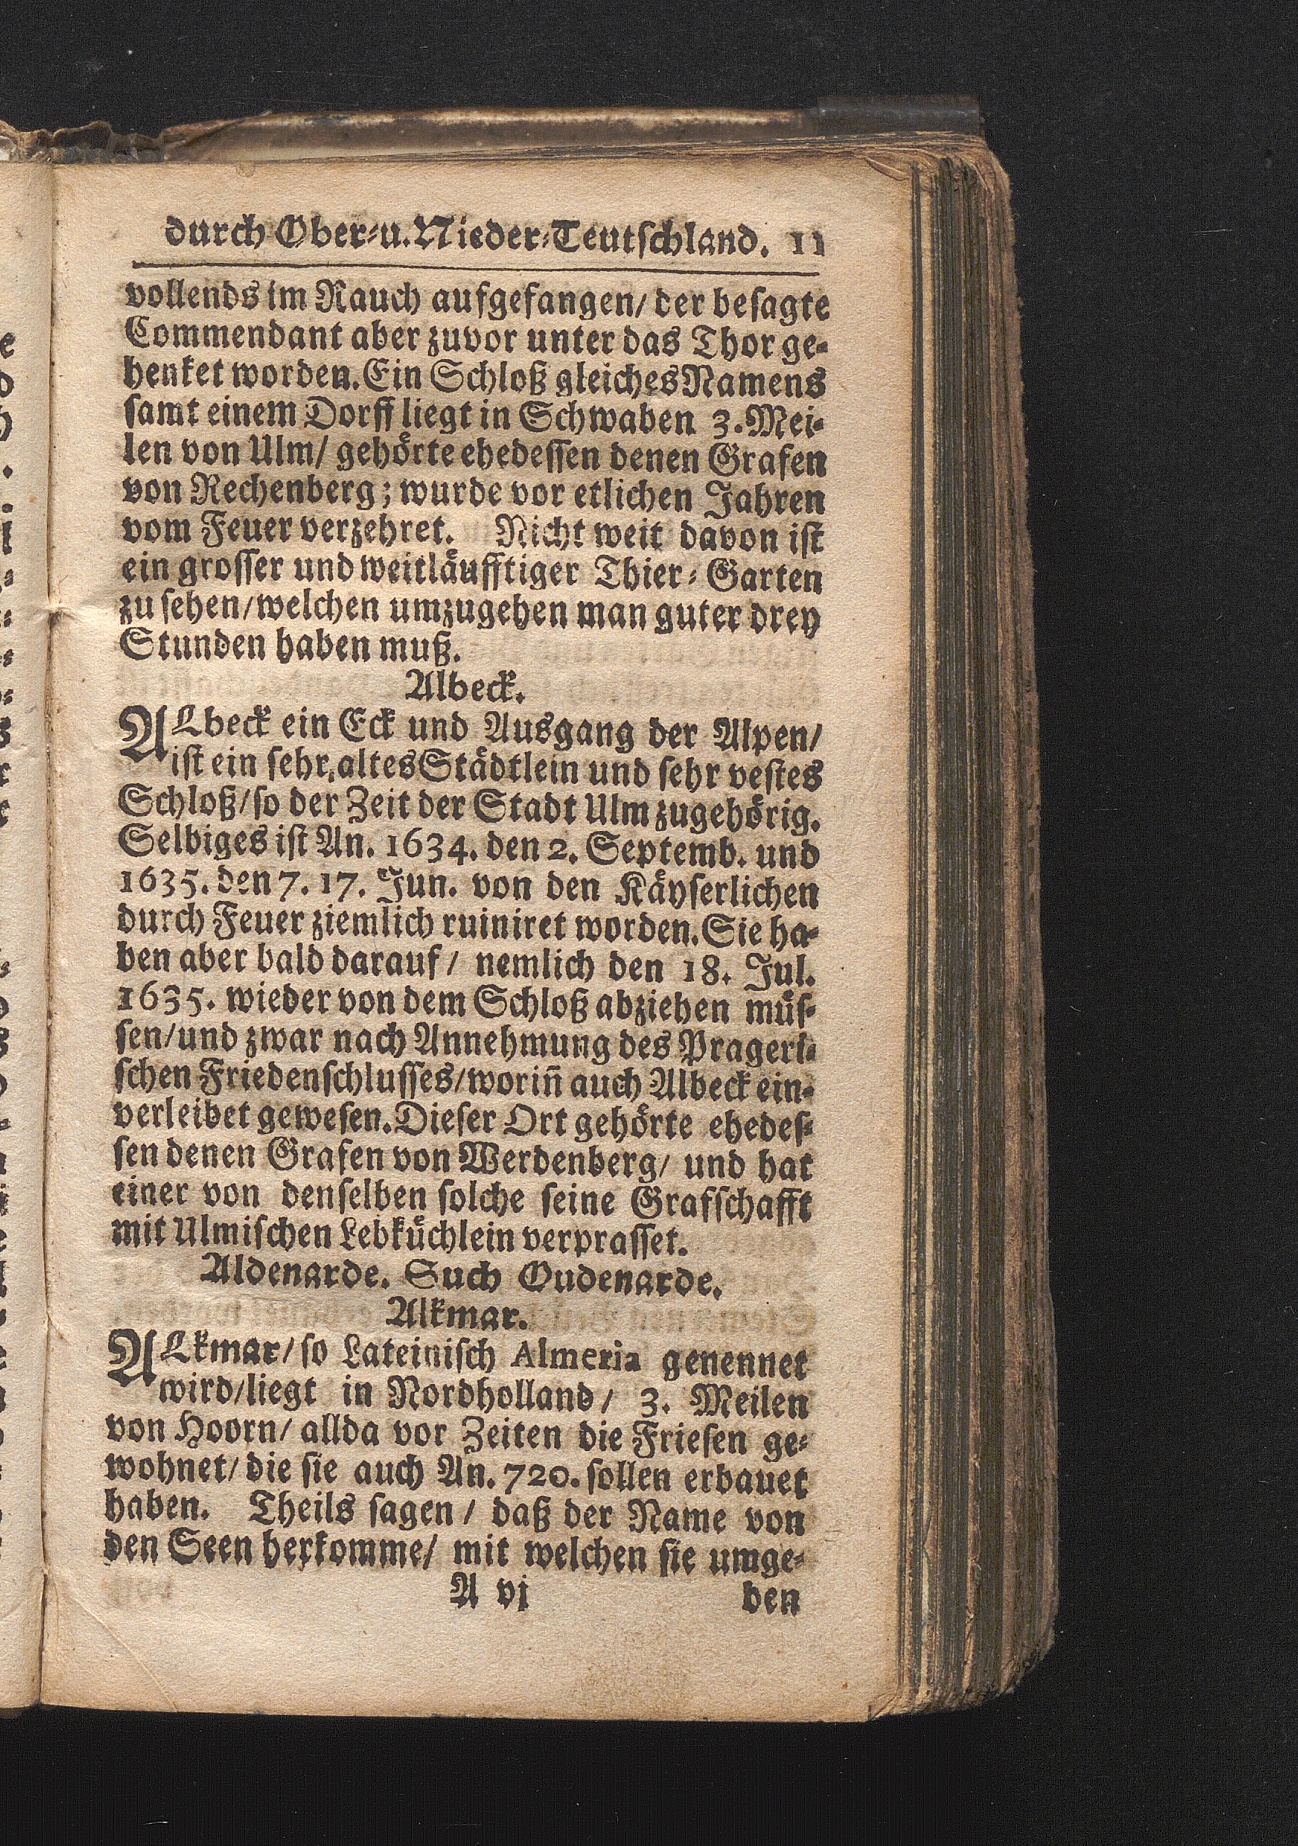 durch Ober-u. Nieder-Teutschland. 11
vollends im Rauch aufgefangen/ der besagte
Commendant aber zuvor unter das Thor ge-
henket worden. Ein Schloß gleiches Namens
samt einem Dorff liegt in Schwaben 3. Mei-
len von Ulm/ gehörte ehedessen denen Grafen
von Rechenberg; wurde vor etlichen Jahren
vom Feuer verzehret. Nicht weit davon ist
ein grosser und weitläufftiger Thier-Garten
zu sehen/welchen umzugehen man guter drey
Stunden haben muß.
Albeck.
ALbeck ein Eck und Ausgang der Alpen/
ist ein sehr altes Städtlein und sehr vestes
Schloß/so der Zeit der Stadt Ulm zugehörig.
Selbiges ist An. 1634. den 2. Septemb. und
1635. den 7. 17. Jun. von den Käyserlichen
durch Feuer ziemlich ruiniret worden. Sie ha-
ben aber bald darauf/ nemlich den 18. Jul.
1635. wieder von dem Schloß abziehen müs-
sen/und zwar nach Annehmung des Prageri-
schen Friedenschlusses/worin̄ auch Albeck ein-
verleibet gewesen. Dieser Ort gehörte ehedes-
sen denen Grafen von Werdenberg/ und hat
einer von denselben solche seine Grafschafft
mit Ulmischen Lebküchlein verprasset.
Aldenarde. Such Oudenarde.
Alkmar.
ALkmar/so Lateinisch Almeria genennet
wird/liegt in Nordholland/ 3. Meilen
von Hoorn/ allda vor Zeiten die Friesen ge-
wohnet/ die sie auch An. 720. sollen erbauet
haben. Theils sagen/ daß der Name von
den Seen herkomme/ mit welchen sie umge-
A vj ben